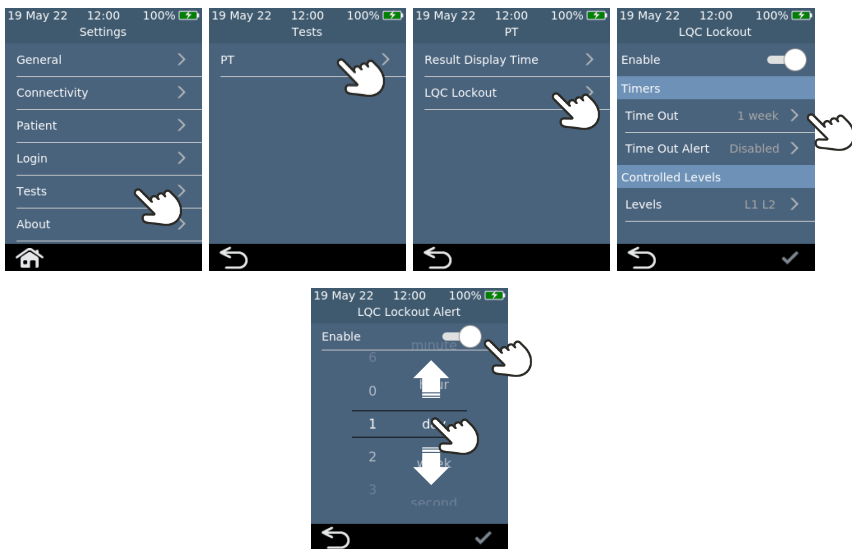 19 May 22 12:00 100%
Settings
General
Connectivity
Patient
Login
Tests
About
19 May 22 12:00 100%
Tests
PT
19 May 22 12:00 100%
PT
Result Display Time
LQC Lockout
19 May 22 12:00 100%
LQC Lockout
Enable
Timers
Time Out 1 week
Time Out Alert Disabled
Controlled Levels
Levels L1 L2
19 May 22 12:00 100%
LQC Lockout Alert
Enable
minute
6
0 hour
1 day
2 week
3
second